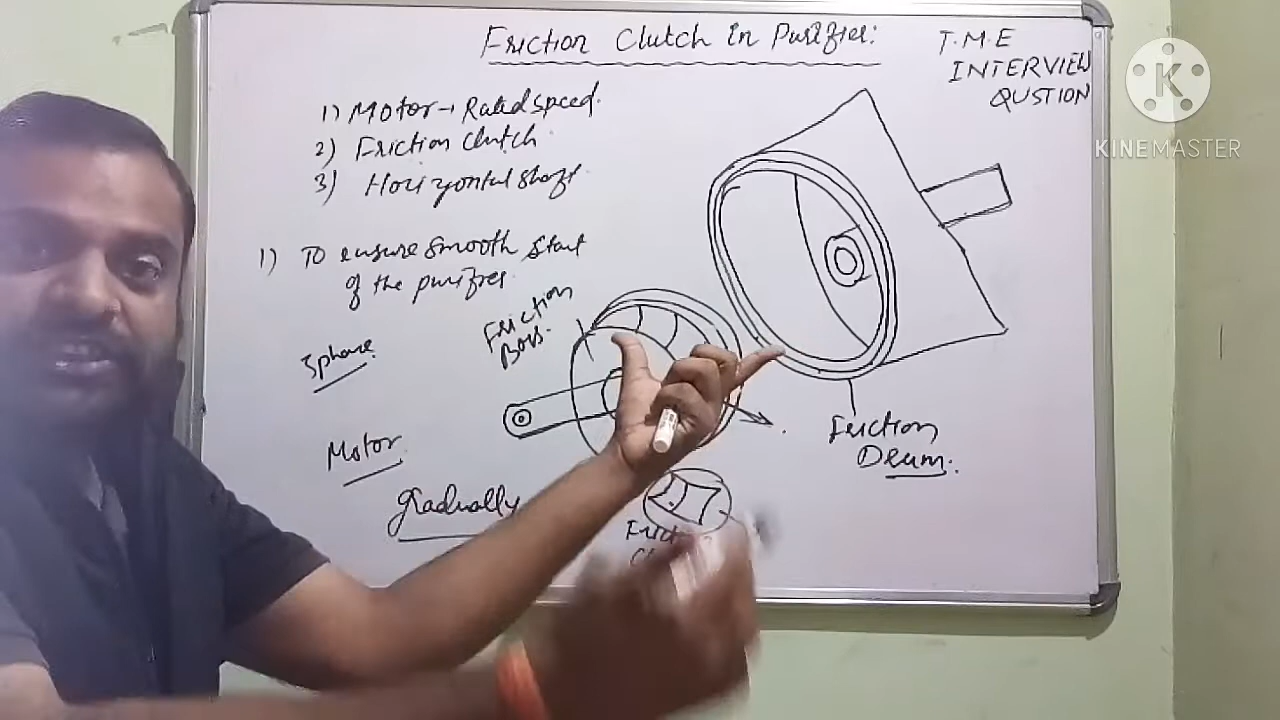 Friction Clutch in Purifier:
T.M.E
INTERVIEW
QUSTION
KINEMASTER
1) Motor → Rated speed.
2) Friction Clutch.
3) Horizontal shaft.
1) To ensure smooth start
of the purifier.
Friction
Boss.
3phase
Motor
gradually
Friction
Drum.